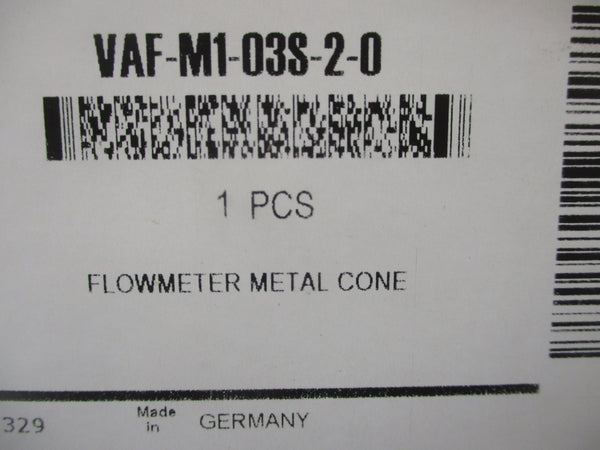 VAF-M1-03S-2-0
1 PCS
FLOWMETER METAL CONE
329 Made in GERMANY